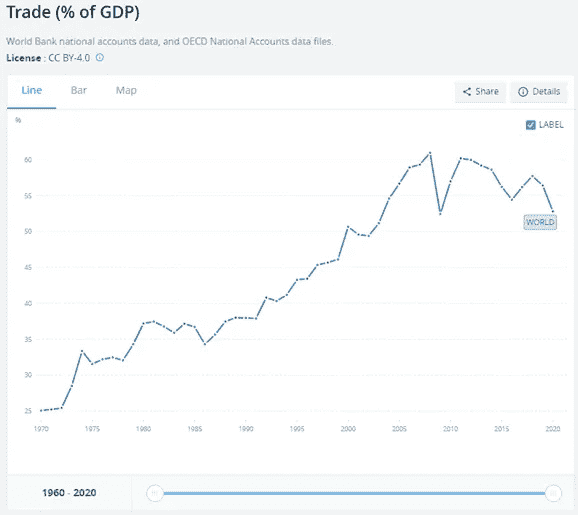 Trade (% of GDP)
World Bank national accounts data, and OECD National Accounts data files.
License : CC BY-4.0
Line Bar Map Share Details
%
LABEL
60
55
50
45
40
35
30
25
WORLD
1970 1975 1980 1985 1990 1995 2000 2005 2010 2015 2020
1960 - 2020